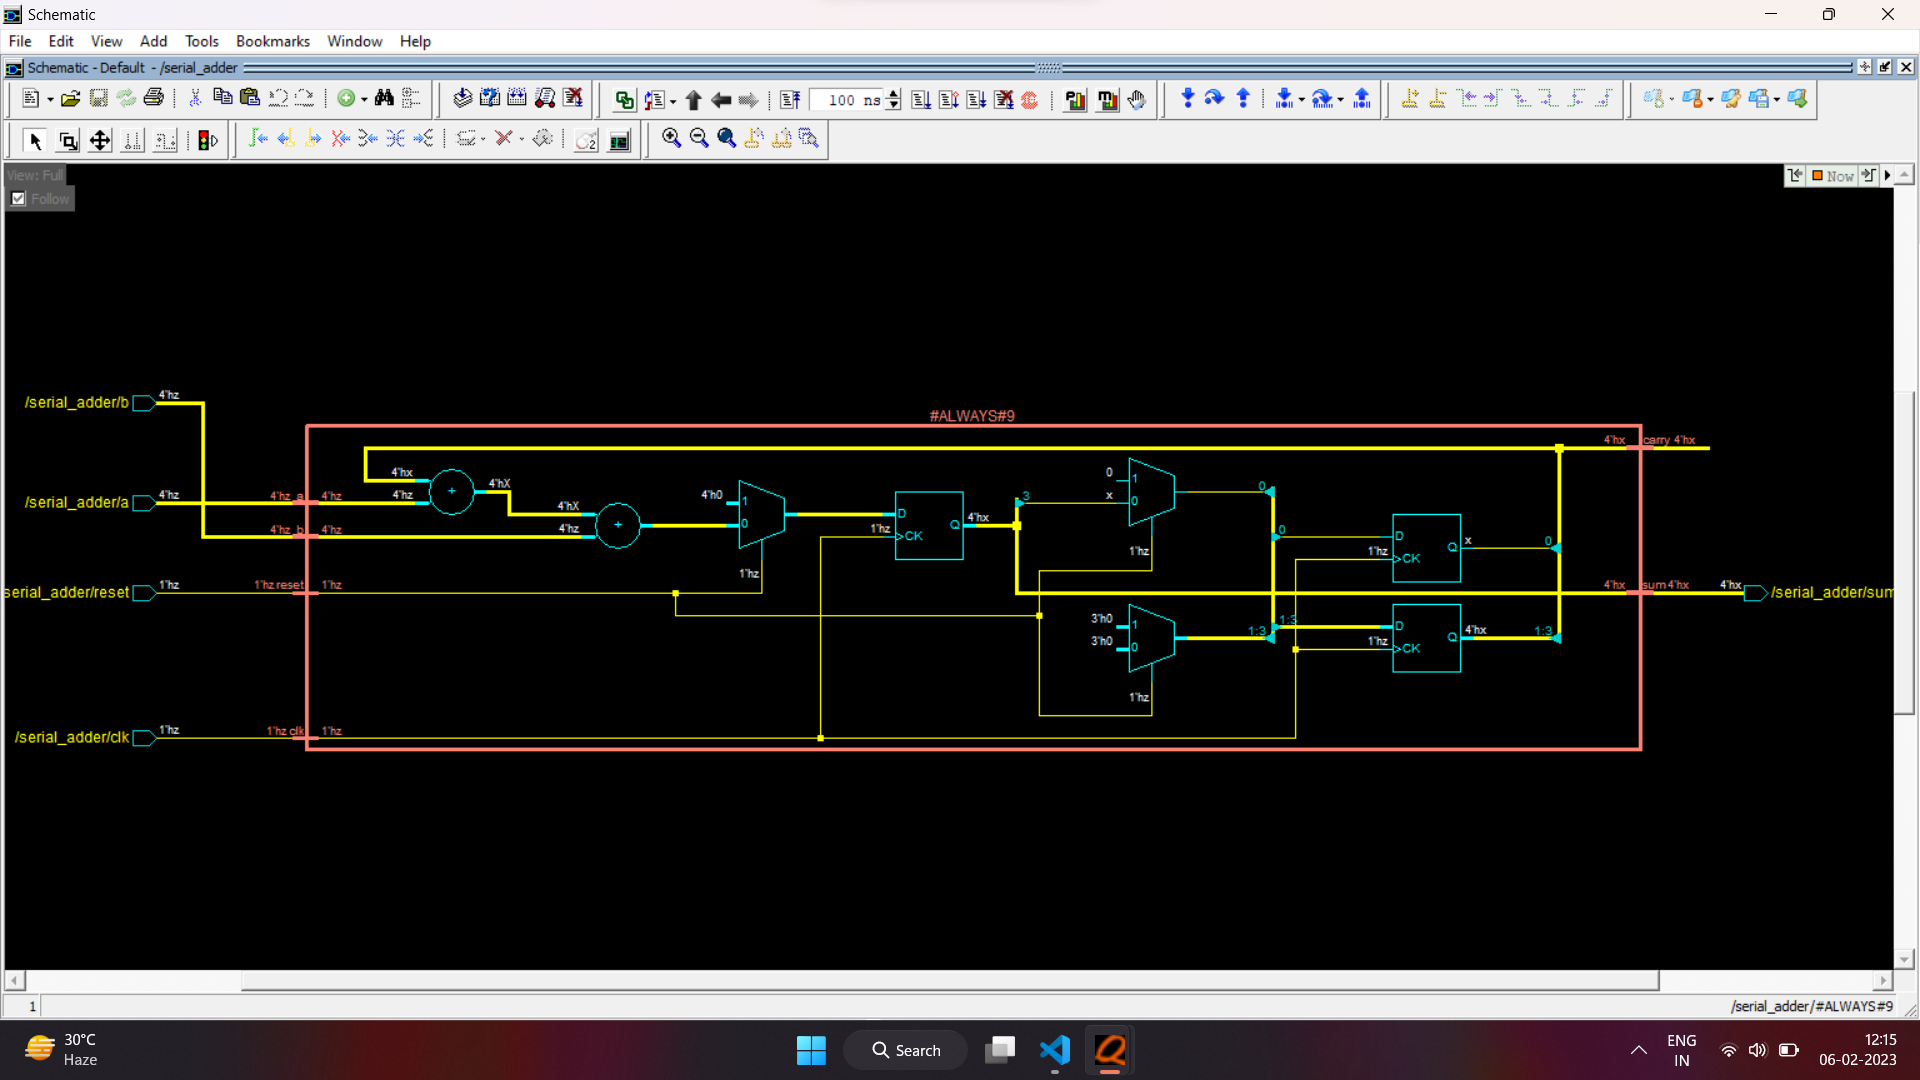 Schematic
File Edit View Add Tools Bookmarks Window Help
Schematic - Default - /serial_adder
100 ns
View: Full
Follow
Now
/serial_adder/b 4'hz
#ALWAYS#9
4'hx carry 4'hx
4'hx
/serial_adder/a 4'hz 4'hz a 4'hz 4'hz + 4'hX
4'hX
4'hz +
4'hz b 4'hz
4'h0 1
0
1'hz
D
1'hz CK Q 4'hx
3
0 1
x 0
1'hz
0
0 D
1'hz CK Q x 0
serial_adder/reset 1'hz 1'hz reset 1'hz
4'hx sum 4'hx 4'hx /serial_adder/sum
3'h0 1
3'h0 0
1'hz
1:3 1:3 D
1'hz CK Q 4'hx 1:3
/serial_adder/clk 1'hz 1'hz clk 1'hz
1
/serial_adder/#ALWAYS#9
30°C
Haze
Search
ENG
IN
12:15
06-02-2023